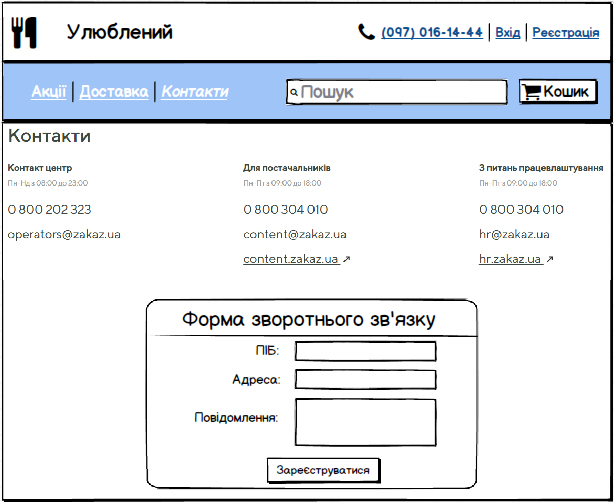 Улюблений
(097) 016-14-44 Вхід Реєстрація
Акції Доставка Контакти Пошук Кошик
Контакти
Контакт центр Для постачальників З питань працевлаштування
Пн-Нд з 08:00 до 23:00 Пн-Пт з 09:00 до 18:00 Пн-Пт з 09:00 до 18:00
0 800 202 323 0 800 304 010 0 800 304 010
operators@zakaz.ua content@zakaz.ua hr@zakaz.ua
content.zakaz.ua ↗ hr.zakaz.ua ↗
Форма зворотнього зв'язку
ПІБ:
Адреса:
Повідомлення:
Зареєструватися